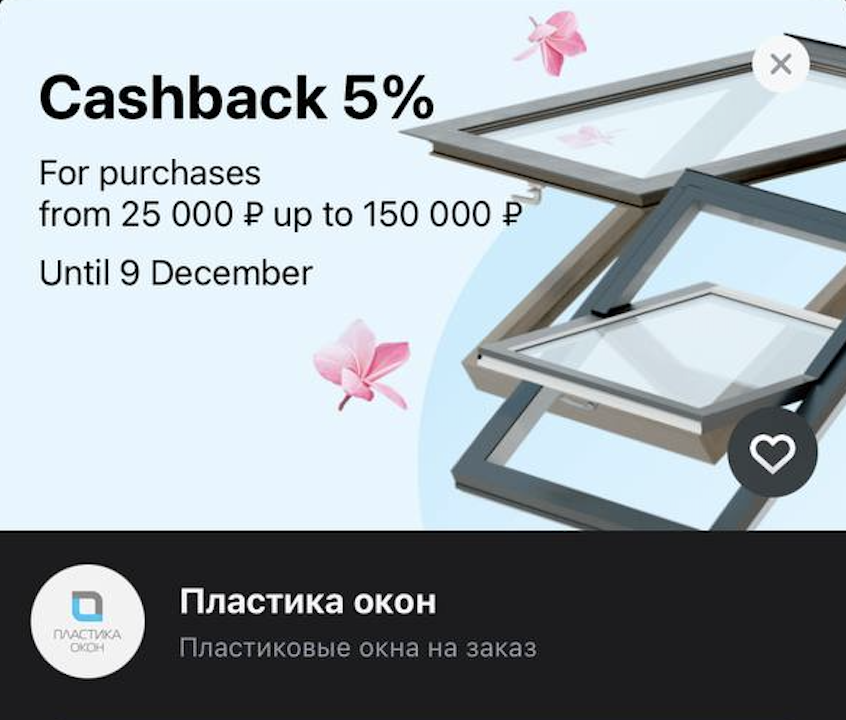 Cashback 5%
For purchases
from 25 000 ₽ up to 150 000 ₽
Until 9 December
ПЛАСТИКА
ОКОН
Пластика окон
Пластиковые окна на заказ